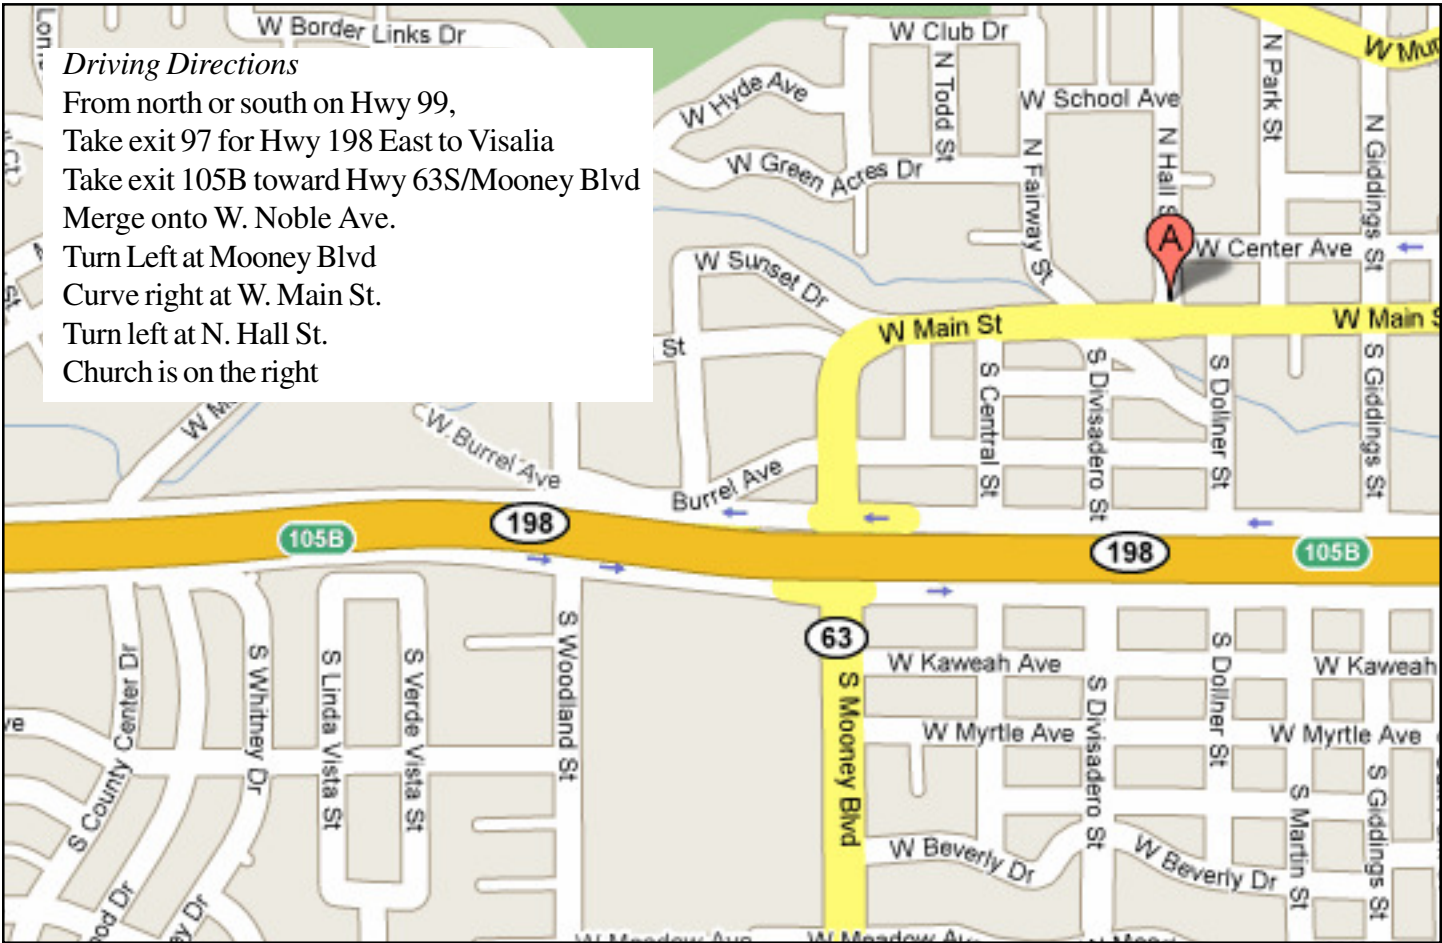 W Border Links Dr
W Club Dr
Driving Directions
From north or south on Hwy 99,
Take exit 97 for Hwy 198 East to Visalia
Take exit 105B toward Hwy 63S/Mooney Blvd
Merge onto W. Noble Ave.
Turn Left at Mooney Blvd
Curve right at W. Main St.
Turn left at N. Hall St.
Church is on the right
W Hyde Ave
N Todd St
W School Ave
N Park St
W Green Acres Dr
N Fairway St
N Hall S
N Giddings St
A
W Center Ave
W Sunset Dr
W Main St
W Main S
St
S Central St
S Divisadero St
S Dollner St
S Giddings St
W Burrel Ave
Burrel Ave
105B
198
198
105B
63
S County Center Dr
S Whitney Dr
S Linda Vista St
S Verde Vista St
S Woodland St
S Mooney Blvd
W Kaweah Ave
S Dollner St
W Kaweah
W Myrtle Ave
S Divisadero St
W Myrtle Ave
S Martin St
S Giddings St
W Beverly Dr
W Beverly Dr
W Meadow Ave
W Meadow Av